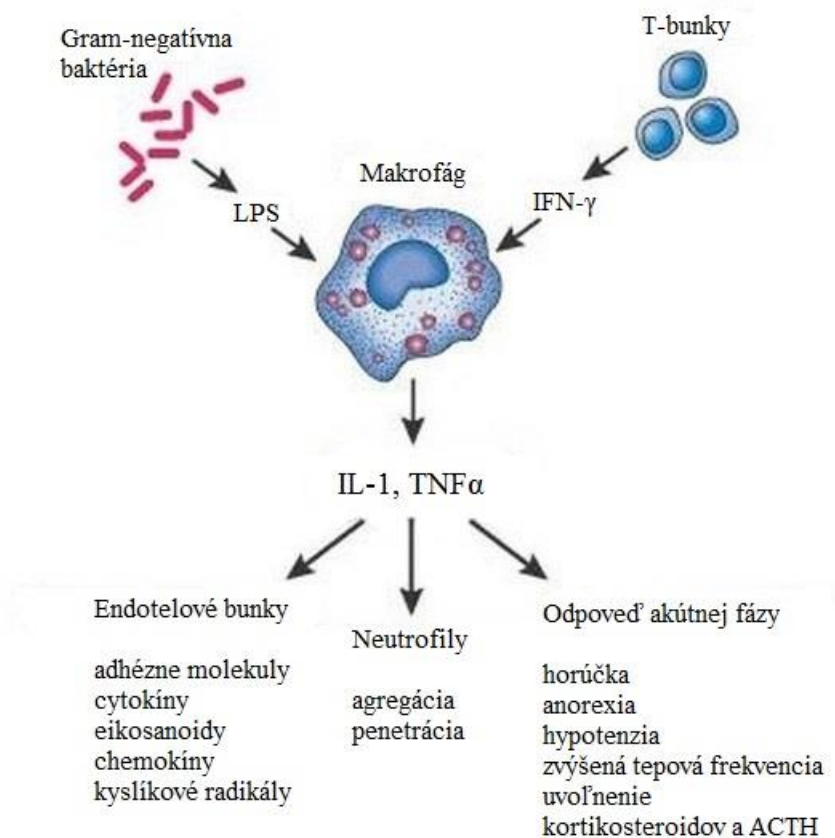 Gram-negatívna
baktéria
T-bunky
Makrofág
LPS
IFN-γ
IL-1, TNFα
Endotelové bunky
adhézne molekuly
cytokíny
eikosanoidy
chemokíny
kyslíkové radikály
Neutrofily
agregácia
penetrácia
Odpoveď akútnej fázy
horúčka
anorexia
hypotenzia
zvýšená tepová frekvencia
uvoľnenie
kortikosteroidov a ACTH